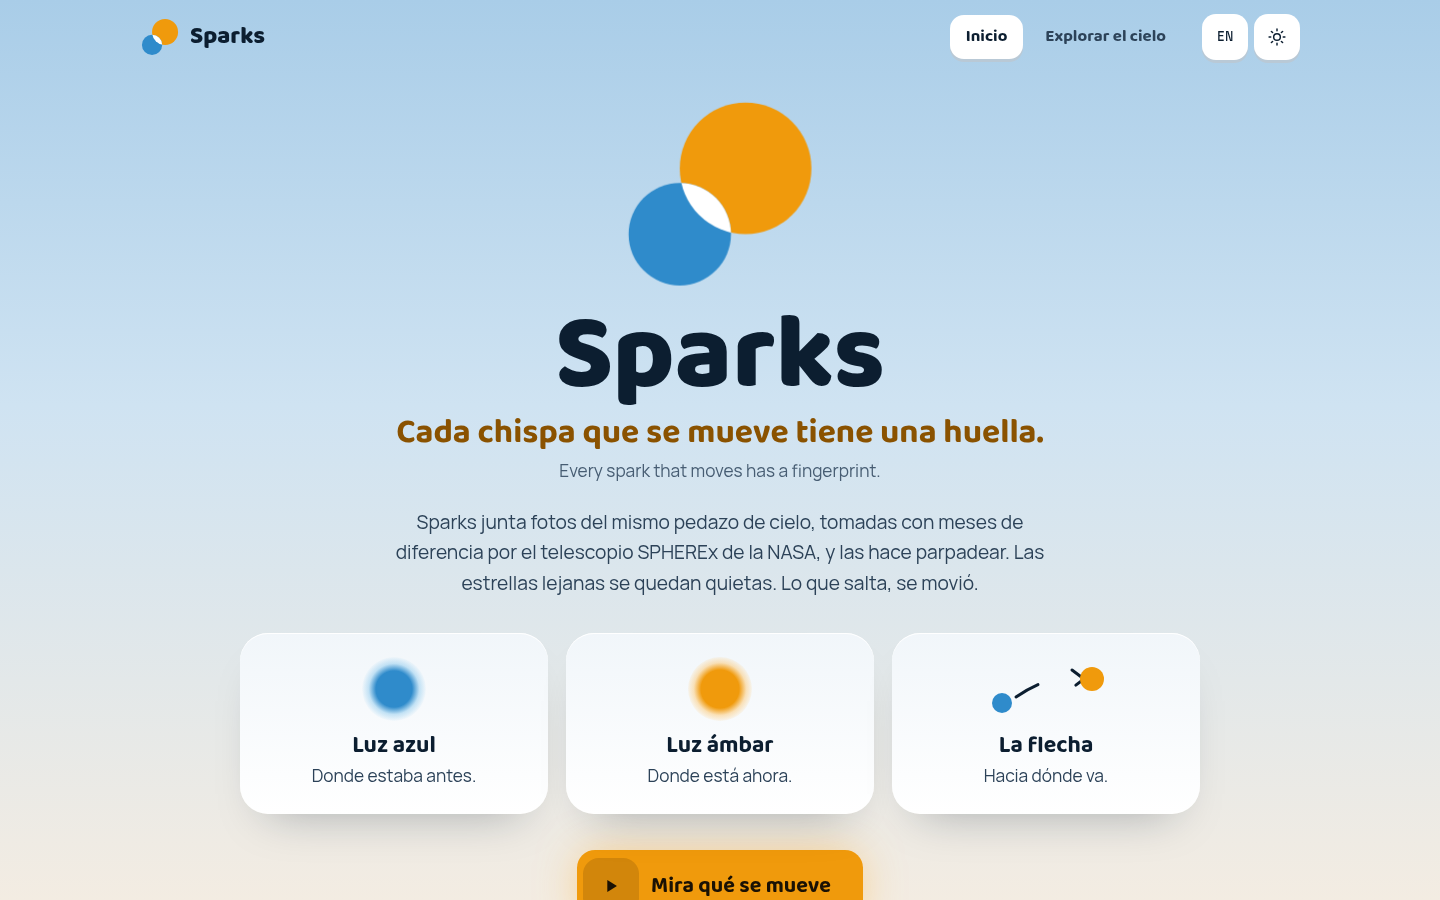 Sparks
Inicio
Explorar el cielo
EN
Sparks
Cada chispa que se mueve tiene una huella.
Every spark that moves has a fingerprint.
Sparks junta fotos del mismo pedazo de cielo, tomadas con meses de
diferencia por el telescopio SPHEREx de la NASA, y las hace parpadear. Las
estrellas lejanas se quedan quietas. Lo que salta, se movió.
Luz azul
Donde estaba antes.
Luz ámbar
Donde está ahora.
La flecha
Hacia dónde va.
Mira qué se mueve